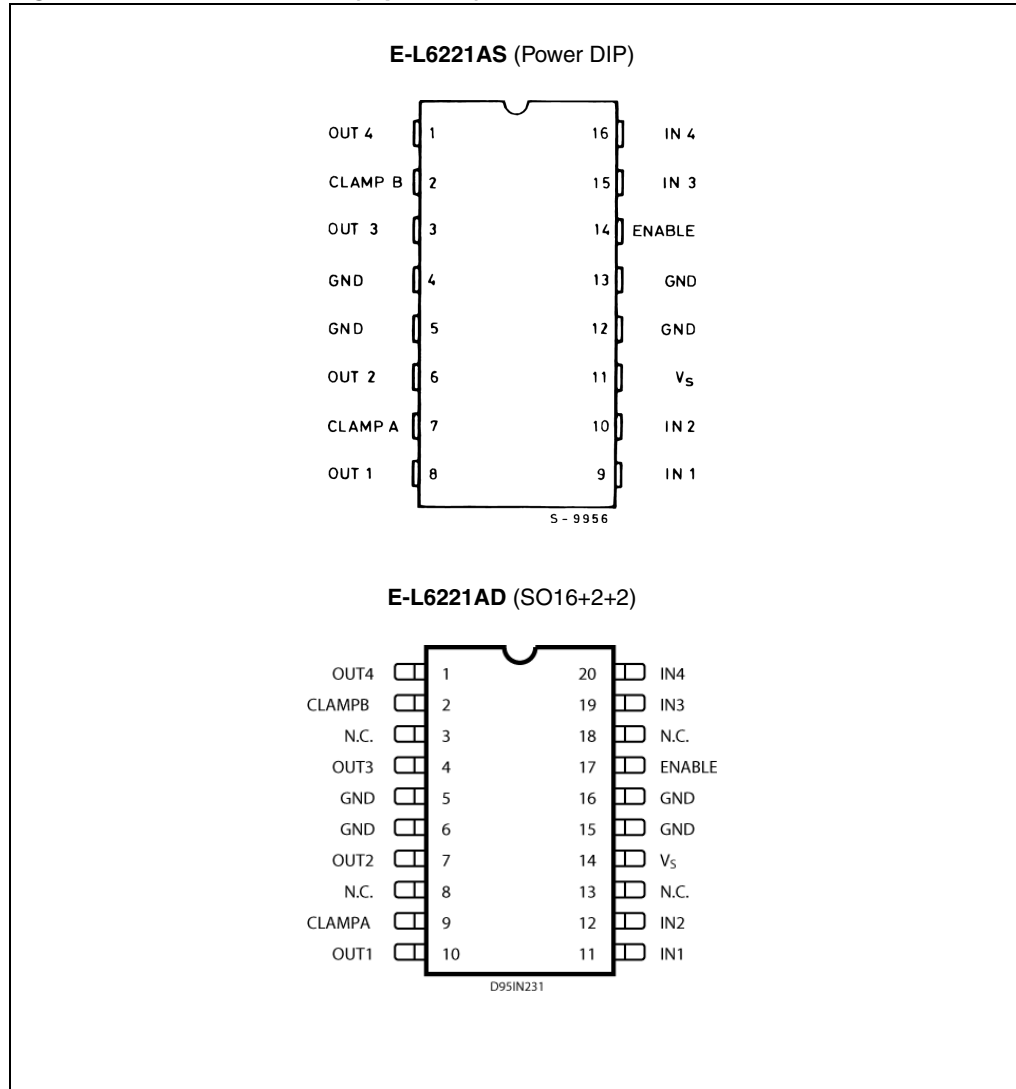 E-L6221AS (Power DIP)
OUT 4 1 16 IN 4
CLAMP B 2 15 IN 3
OUT 3 3 14 ENABLE
GND 4 13 GND
GND 5 12 GND
OUT 2 6 11 VS
CLAMP A 7 10 IN 2
OUT 1 8 9 IN 1
S - 9956
E-L6221AD (SO16+2+2)
OUT4 1 20 IN4
CLAMPB 2 19 IN3
N.C. 3 18 N.C.
OUT3 4 17 ENABLE
GND 5 16 GND
GND 6 15 GND
OUT2 7 14 VS
N.C. 8 13 N.C.
CLAMPA 9 12 IN2
OUT1 10 11 IN1
D95IN231